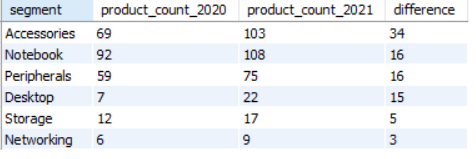 segment product_count_2020 product_count_2021 difference
Accessories 69 103 34
Notebook 92 108 16
Peripherals 59 75 16
Desktop 7 22 15
Storage 12 17 5
Networking 6 9 3